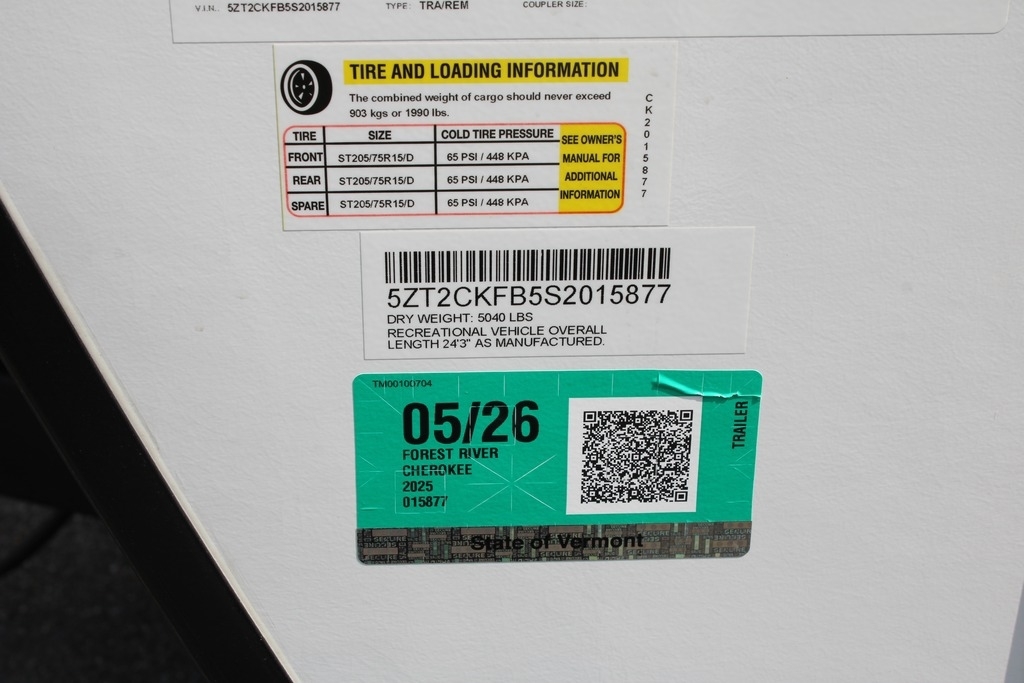 V.I.N.: 5ZT2CKFB5S2015877 TYPE: TRA/REM COUPLER SIZE:
TIRE AND LOADING INFORMATION
The combined weight of cargo should never exceed
903 kgs or 1990 lbs.
TIRE SIZE COLD TIRE PRESSURE
FRONT ST205/75R15/D 65 PSI / 448 KPA
REAR ST205/75R15/D 65 PSI / 448 KPA
SPARE ST205/75R15/D 65 PSI / 448 KPA
SEE OWNER'S
MANUAL FOR
ADDITIONAL
INFORMATION
CK2015877
5ZT2CKFB5S2015877
DRY WEIGHT: 5040 LBS
RECREATIONAL VEHICLE OVERALL
LENGTH 24'3" AS MANUFACTURED.
TM00100704
05/26
FOREST RIVER
CHEROKEE
2025
015877
TRAILER
State of Vermont